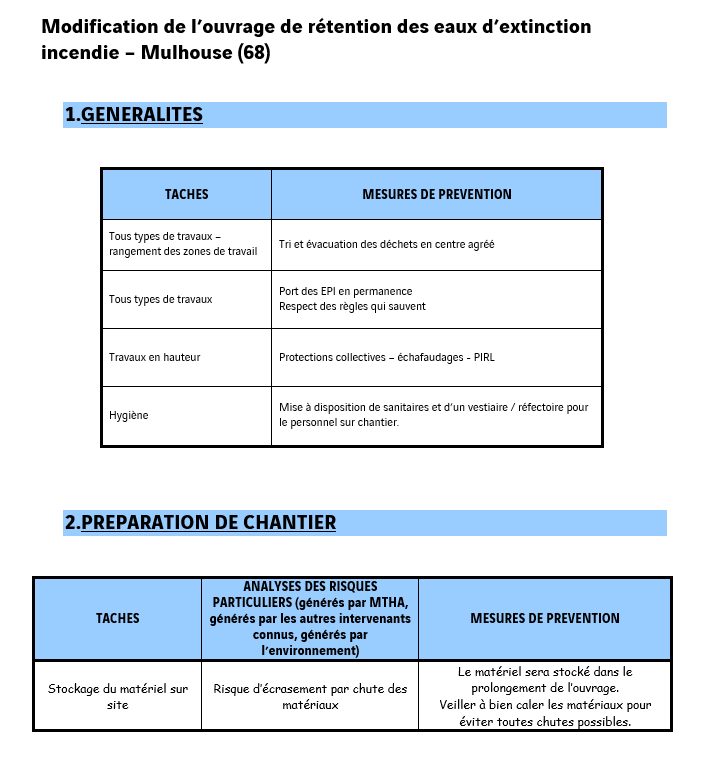 Modification de l’ouvrage de rétention des eaux d’extinction
incendie – Mulhouse (68)
1.GENERALITES
TACHES
MESURES DE PREVENTION
Tous types de travaux –
rangement des zones de travail
Tri et évacuation des déchets en centre agréé
Tous types de travaux
Port des EPI en permanence
Respect des règles qui sauvent
Travaux en hauteur
Protections collectives – échafaudages - PIRL
Hygiène
Mise à disposition de sanitaires et d’un vestiaire / réfectoire pour
le personnel sur chantier.
2.PREPARATION DE CHANTIER
TACHES
ANALYSES DES RISQUES
PARTICULIERS (générés par MTHA,
générés par les autres intervenants
connus, générés par
l’environnement)
MESURES DE PREVENTION
Stockage du matériel sur
site
Risque d’écrasement par chute des
matériaux
Le matériel sera stocké dans le
prolongement de l’ouvrage.
Veiller à bien caler les matériaux pour
éviter toutes chutes possibles.